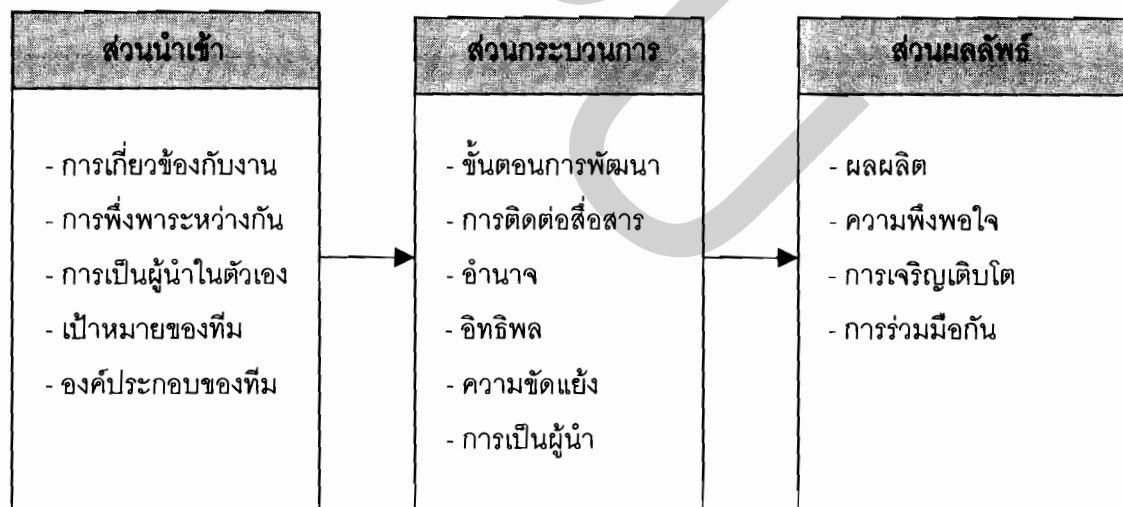 ส่วนนำเข้า
- การเกี่ยวข้องกับงาน
- การพึ่งพาระหว่างกัน
- การเป็นผู้นำในตัวเอง
- เป้าหมายของทีม
- องค์ประกอบของทีม
ส่วนกระบวนการ
- ขั้นตอนการพัฒนา
- การติดต่อสื่อสาร
- อำนาจ
- อิทธิพล
- ความขัดแย้ง
- การเป็นผู้นำ
ส่วนผลลัพธ์
- ผลผลิต
- ความพึงพอใจ
- การเจริญเติบโต
- การร่วมมือกัน